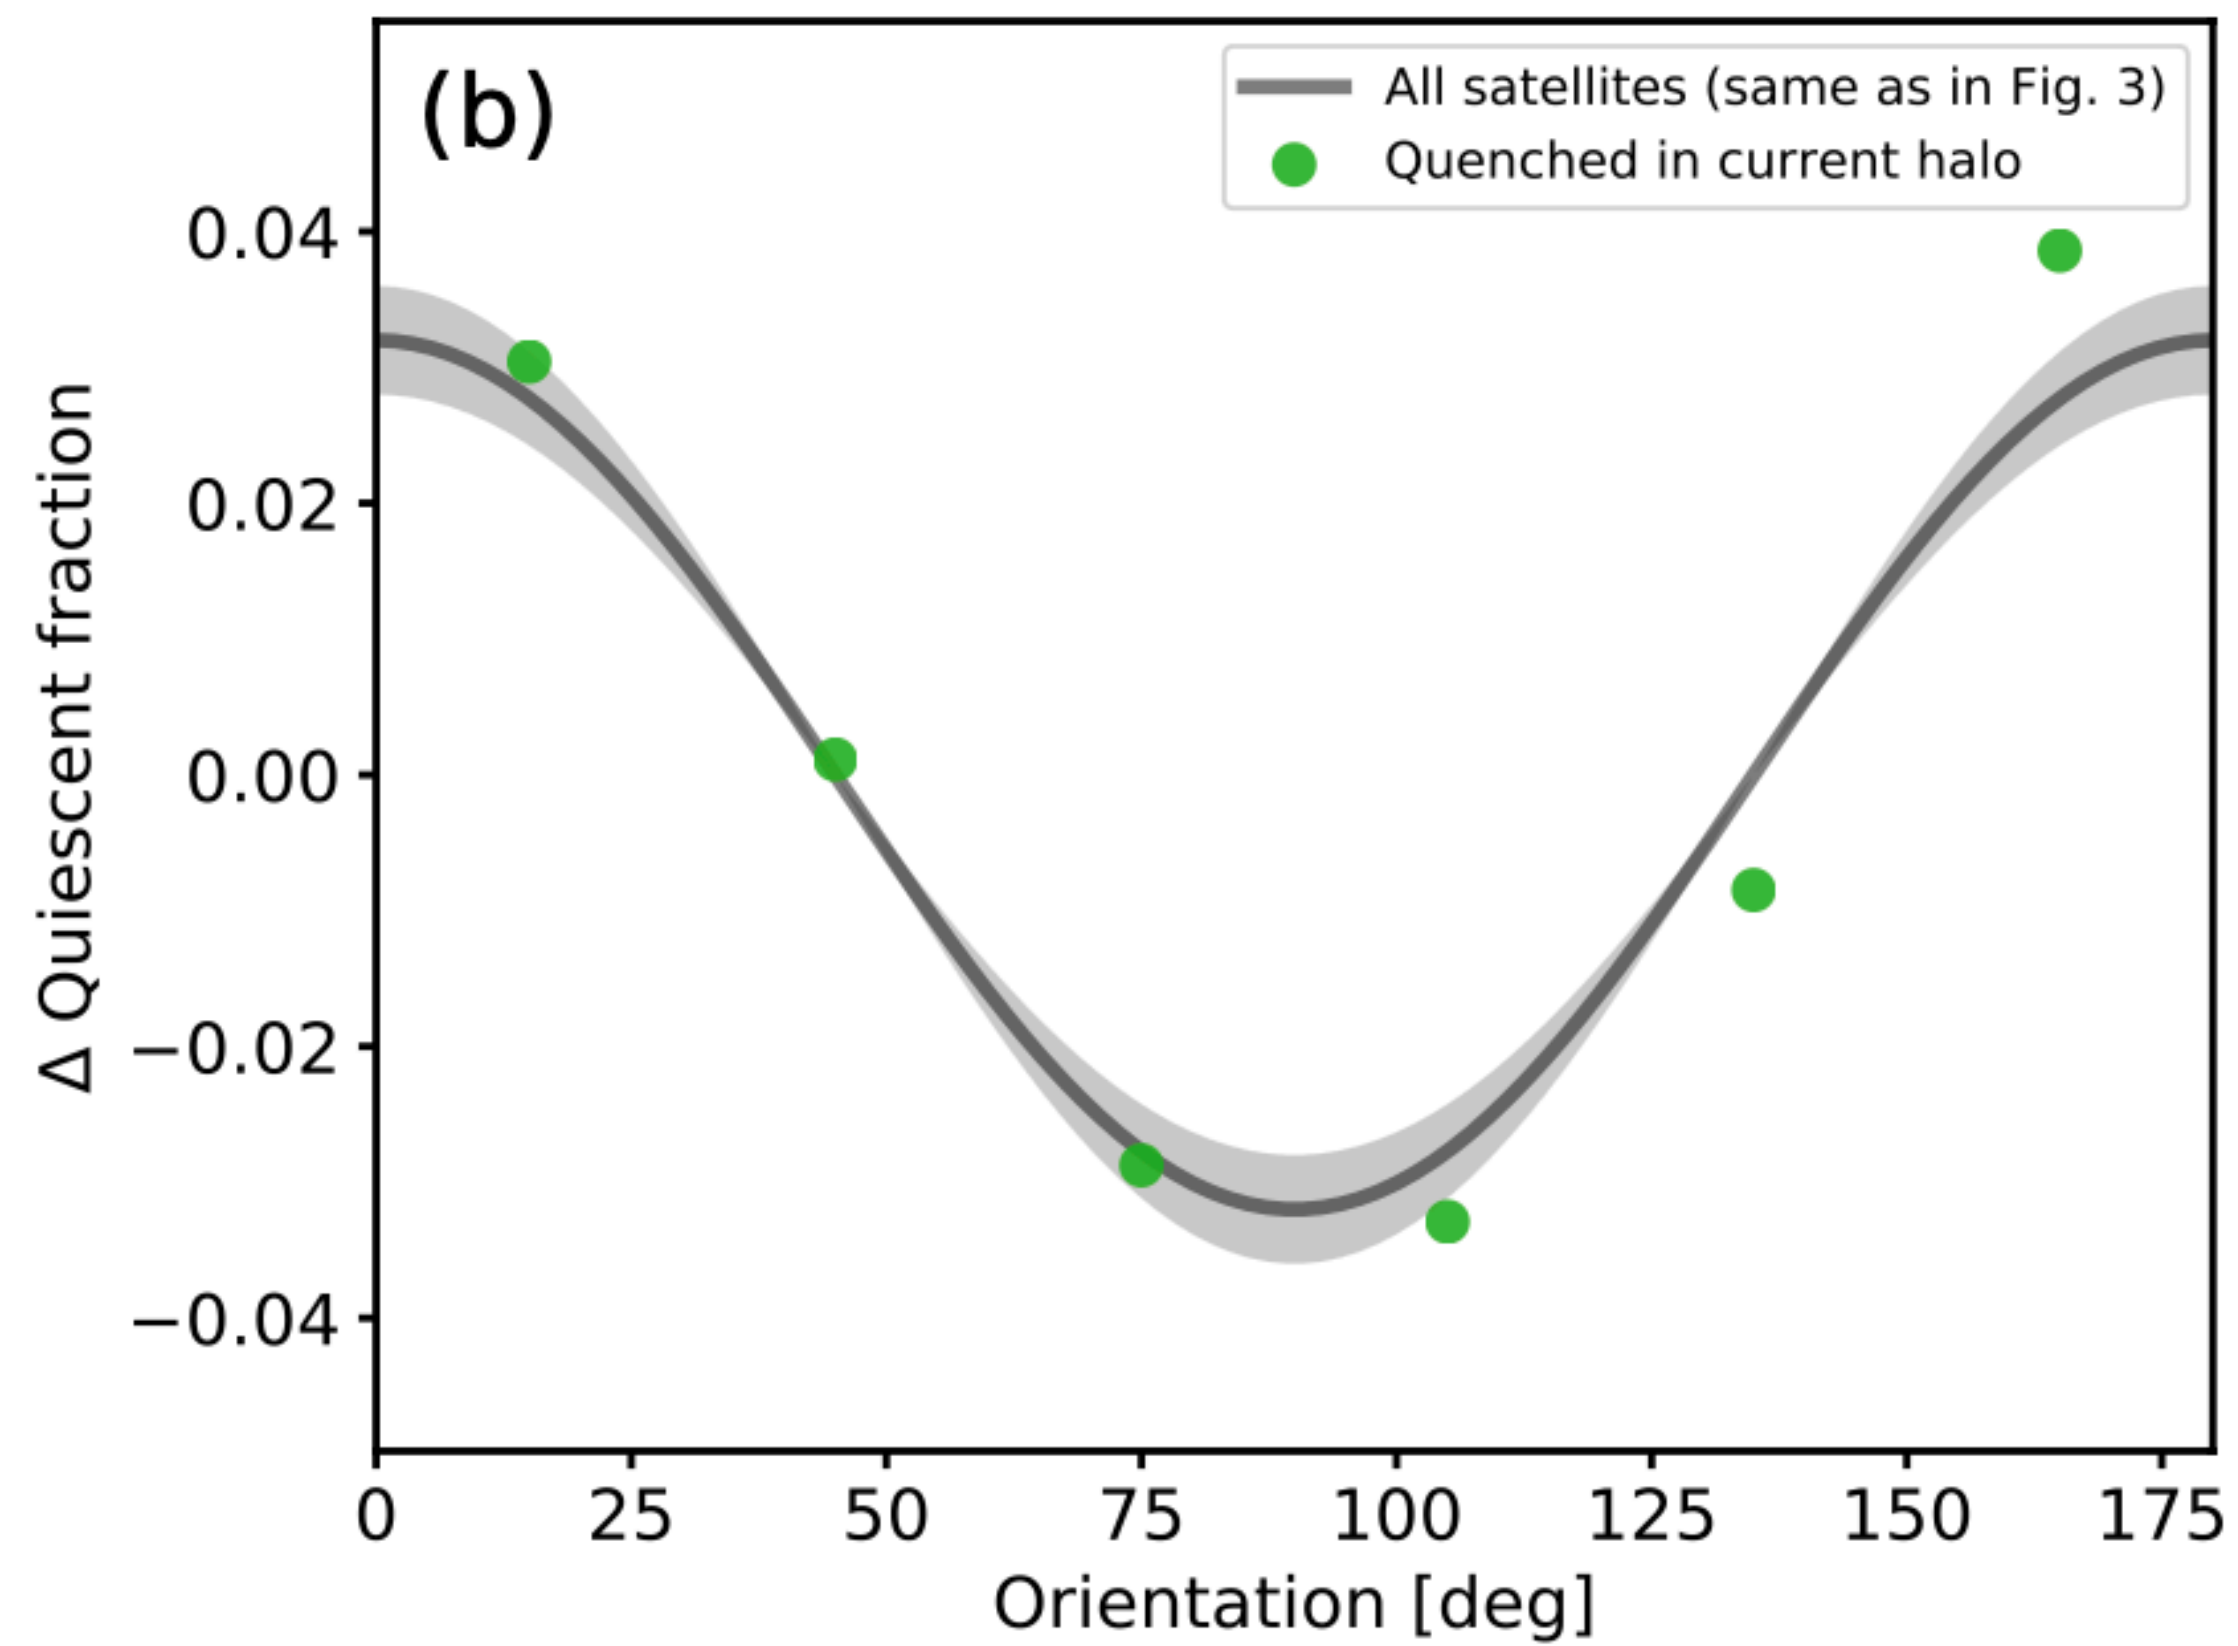 (b)
All satellites (same as in Fig. 3)
Quenched in current halo
Δ Quiescent fraction
0.04
0.02
0.00
−0.02
−0.04
0 25 50 75 100 125 150 175
Orientation [deg]